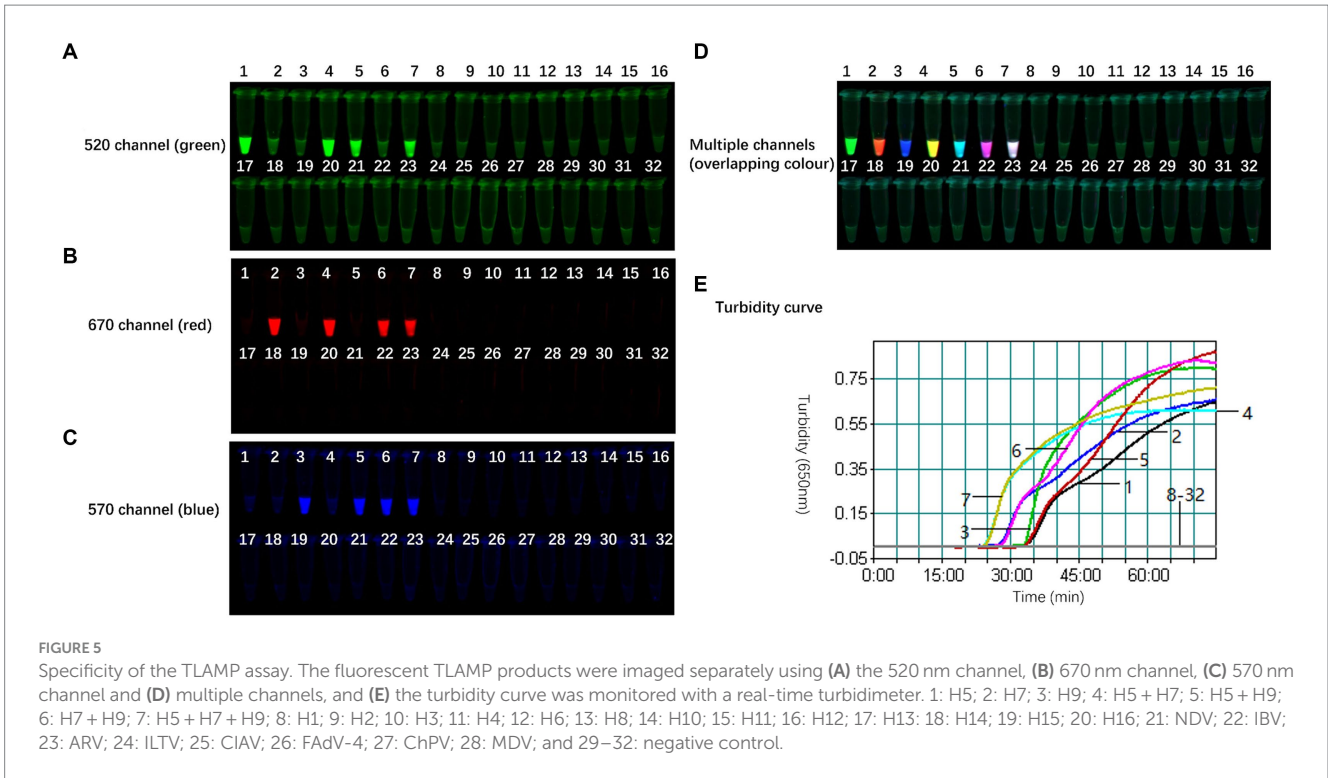 A
1 2 3 4 5 6 7 8 9 10 11 12 13 14 15 16
520 channel (green)
17 18 19 20 21 23 24 25 26 27 28 29 30 31 32
B
1 2 3 4 5 6 7 8 9 10 11 12 13 14 15 16
670 channel (red)
17 18 19 20 21 22 23 24 25 26 27 28 29 30 31 32
C
1 2 3 4 5 6 7 8 9 10 11 12 13 14 15 16
570 channel (blue)
17 18 19 20 21 22 23 24 25 26 27 28 29 30 31 32
D
1 2 3 4 5 6 7 8 9 10 11 12 13 14 15 16
Multiple channels
(overlapping colour)
17 18 19 20 21 22 23 24 25 26 27 28 29 30 31 32
E
Turbidity curve
Turbidity (650nm)
0.75
0.55
0.35
0.15
-0.05
0:00 15:00 30:00 45:00 60:00
Time (min)
4
6
2
5
7
1
8-32
3
FIGURE 5
Specificity of the TLAMP assay. The fluorescent TLAMP products were imaged separately using (A) the 520 nm channel, (B) 670 nm channel, (C) 570 nm
channel and (D) multiple channels, and (E) the turbidity curve was monitored with a real-time turbidimeter. 1: H5; 2: H7; 3: H9; 4: H5 + H7; 5: H5 + H9;
6: H7 + H9; 7: H5 + H7 + H9; 8: H1; 9: H2; 10: H3; 11: H4; 12: H6; 13: H8; 14: H10; 15: H11; 16: H12; 17: H13: 18: H14; 19: H15; 20: H16; 21: NDV; 22: IBV;
23: ARV; 24: ILTV; 25: CIAV; 26: FAdV-4; 27: ChPV; 28: MDV; and 29–32: negative control.